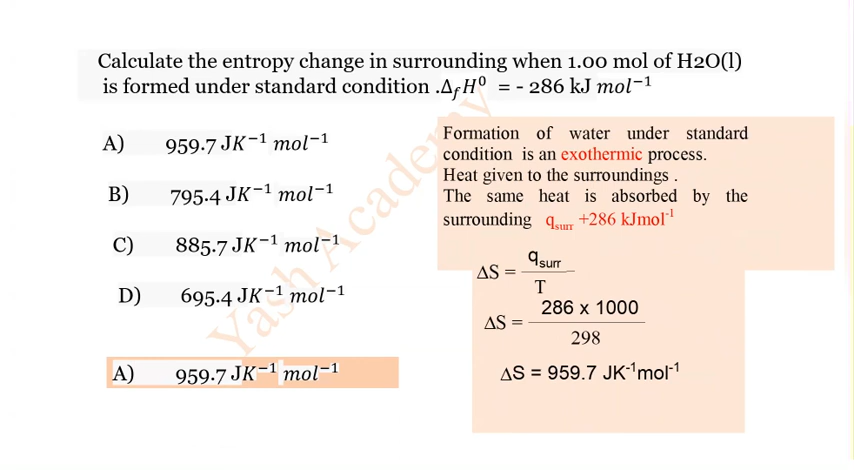 Calculate the entropy change in surrounding when 1.00 mol of H2O(l)
is formed under standard condition .Δ𝑓𝐻⁰ = - 286 kJ 𝑚𝑜𝑙⁻¹
A) 959.7 J𝐾⁻¹ 𝑚𝑜𝑙⁻¹
B) 795.4 J𝐾⁻¹ 𝑚𝑜𝑙⁻¹
C) 885.7 J𝐾⁻¹ 𝑚𝑜𝑙⁻¹
D) 695.4 J𝐾⁻¹ 𝑚𝑜𝑙⁻¹
A) 959.7 J𝐾⁻¹ 𝑚𝑜𝑙⁻¹
Formation of water under standard
condition is an exothermic process.
Heat given to the surroundings .
The same heat is absorbed by the
surrounding qsurr +286 kJmol⁻¹
ΔS = qsurr / T
ΔS = 286 x 1000 / 298
ΔS = 959.7 JK⁻¹mol⁻¹
Yash Academy